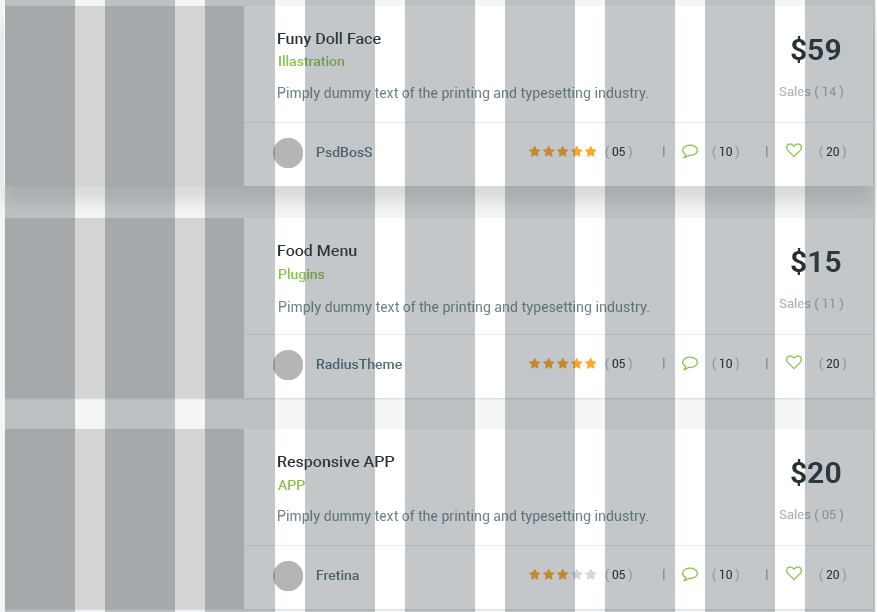 Funy Doll Face
$59
Illastration
Pimply dummy text of the printing and typesetting industry.
Sales ( 14 )
PsdBosS ( 05 ) | ( 10 ) | ( 20 )
Food Menu
$15
Plugins
Pimply dummy text of the printing and typesetting industry.
Sales ( 11 )
RadiusTheme ( 05 ) | ( 10 ) | ( 20 )
Responsive APP
$20
APP
Pimply dummy text of the printing and typesetting industry.
Sales ( 05 )
Fretina ( 05 ) | ( 10 ) | ( 20 )